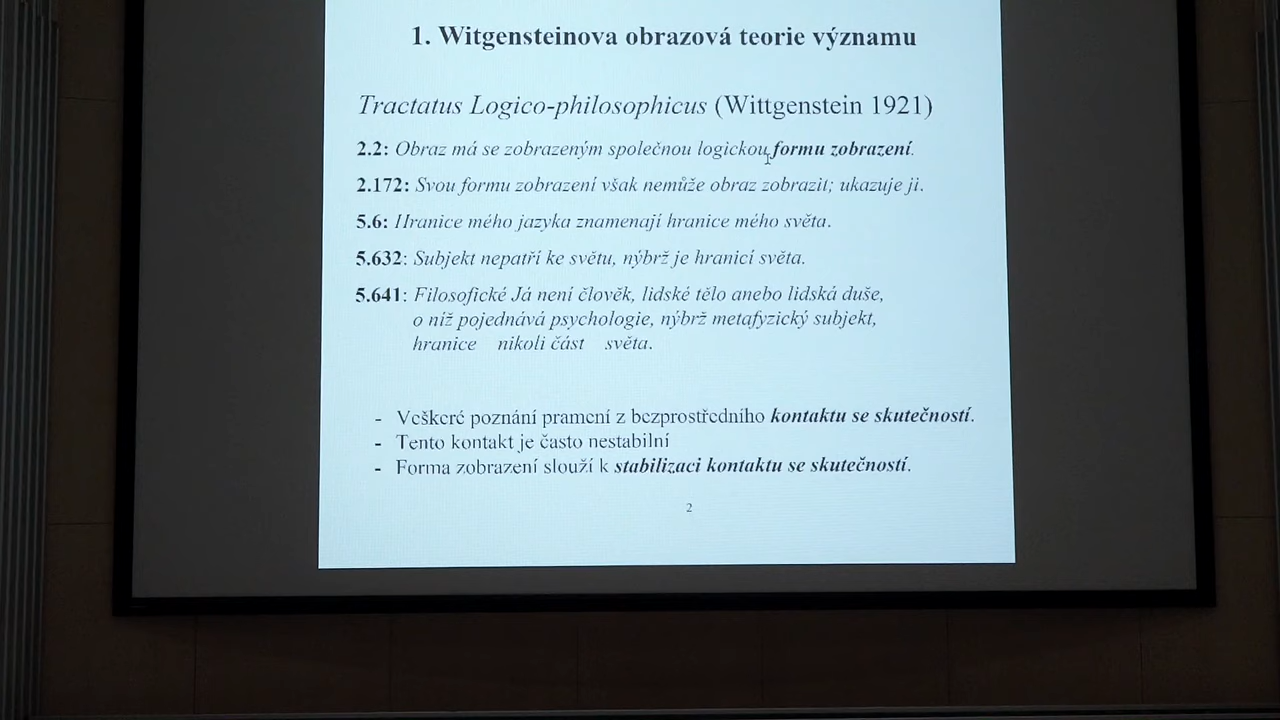 1. Witgensteinova obrazová teorie významu
Tractatus Logico-philosophicus (Wittgenstein 1921)
2.2: Obraz má se zobrazeným společnou logickou formu zobrazení.
2.172: Svou formu zobrazení však nemůže obraz zobrazit; ukazuje ji.
5.6: Hranice mého jazyka znamenají hranice mého světa.
5.632: Subjekt nepatří ke světu, nýbrž je hranicí světa.
5.641: Filosofické Já není člověk, lidské tělo anebo lidská duše,
o níž pojednává psychologie, nýbrž metafyzický subjekt,
hranice nikoli část světa.
- Veškeré poznání pramení z bezprostředního kontaktu se skutečností.
- Tento kontakt je často nestabilní
- Forma zobrazení slouží k stabilizaci kontaktu se skutečností.
2